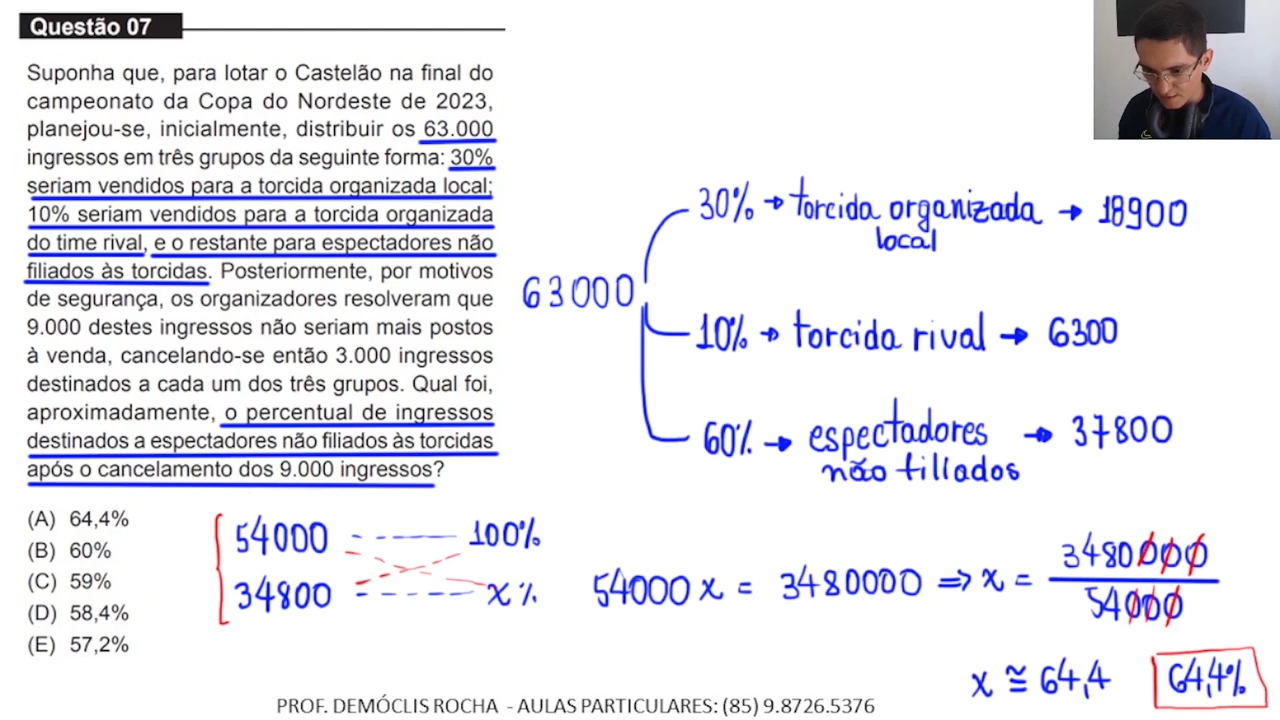 Questão 07
Suponha que, para lotar o Castelão na final do
campeonato da Copa do Nordeste de 2023,
planejou-se, inicialmente, distribuir os 63.000
ingressos em três grupos da seguinte forma: 30%
seriam vendidos para a torcida organizada local;
10% seriam vendidos para a torcida organizada
do time rival, e o restante para espectadores não
filiados às torcidas. Posteriormente, por motivos
de segurança, os organizadores resolveram que
9.000 destes ingressos não seriam mais postos
à venda, cancelando-se então 3.000 ingressos
destinados a cada um dos três grupos. Qual foi,
aproximadamente, o percentual de ingressos
destinados a espectadores não filiados às torcidas
após o cancelamento dos 9.000 ingressos?
(A) 64,4%
(B) 60%
(C) 59%
(D) 58,4%
(E) 57,2%
63000
30% → torcida organizada → 18900
local
10% → torcida rival → 6300
60% → espectadores → 37800
não filiados
54000 ----- 100%
34800 ----- x%
54000 x = 3480000 ⇒ x = 3480000
54000
x ≅ 64,4 64,4%
PROF. DEMÓCLIS ROCHA - AULAS PARTICULARES: (85) 9.8726.5376